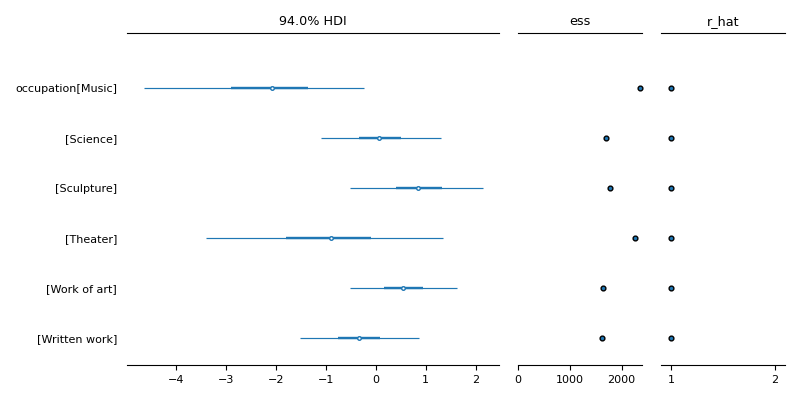 94.0% HDI ess r_hat
occupation[Music]
[Science]
[Sculpture]
[Theater]
[Work of art]
[Written work]
−4 −3 −2 −1 0 1 2 0 1000 2000 1 2